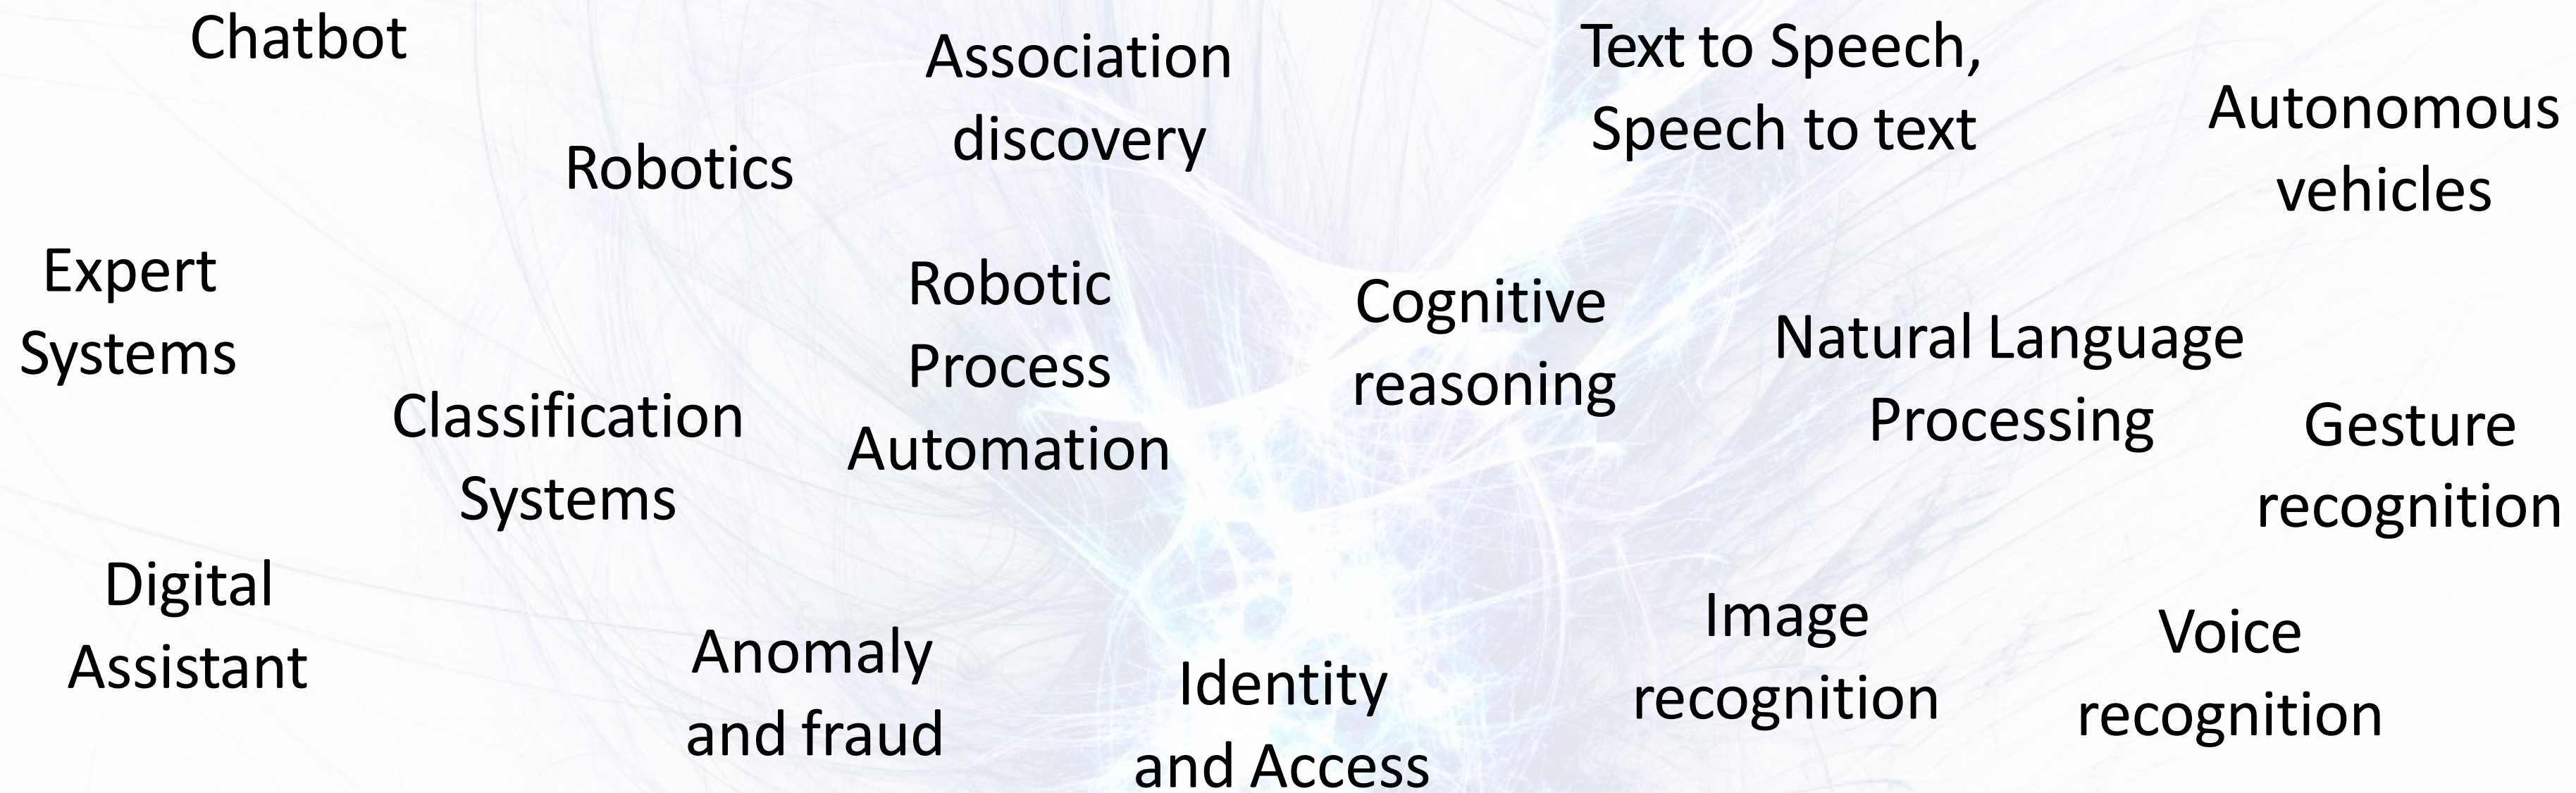 Chatbot
Association
discovery
Text to Speech,
Speech to text
Autonomous
vehicles
Robotics
Expert
Systems
Robotic
Process
Automation
Cognitive
reasoning
Natural Language
Processing
Classification
Systems
Gesture
recognition
Digital
Assistant
Anomaly
and fraud
Identity
and Access
Image
recognition
Voice
recognition